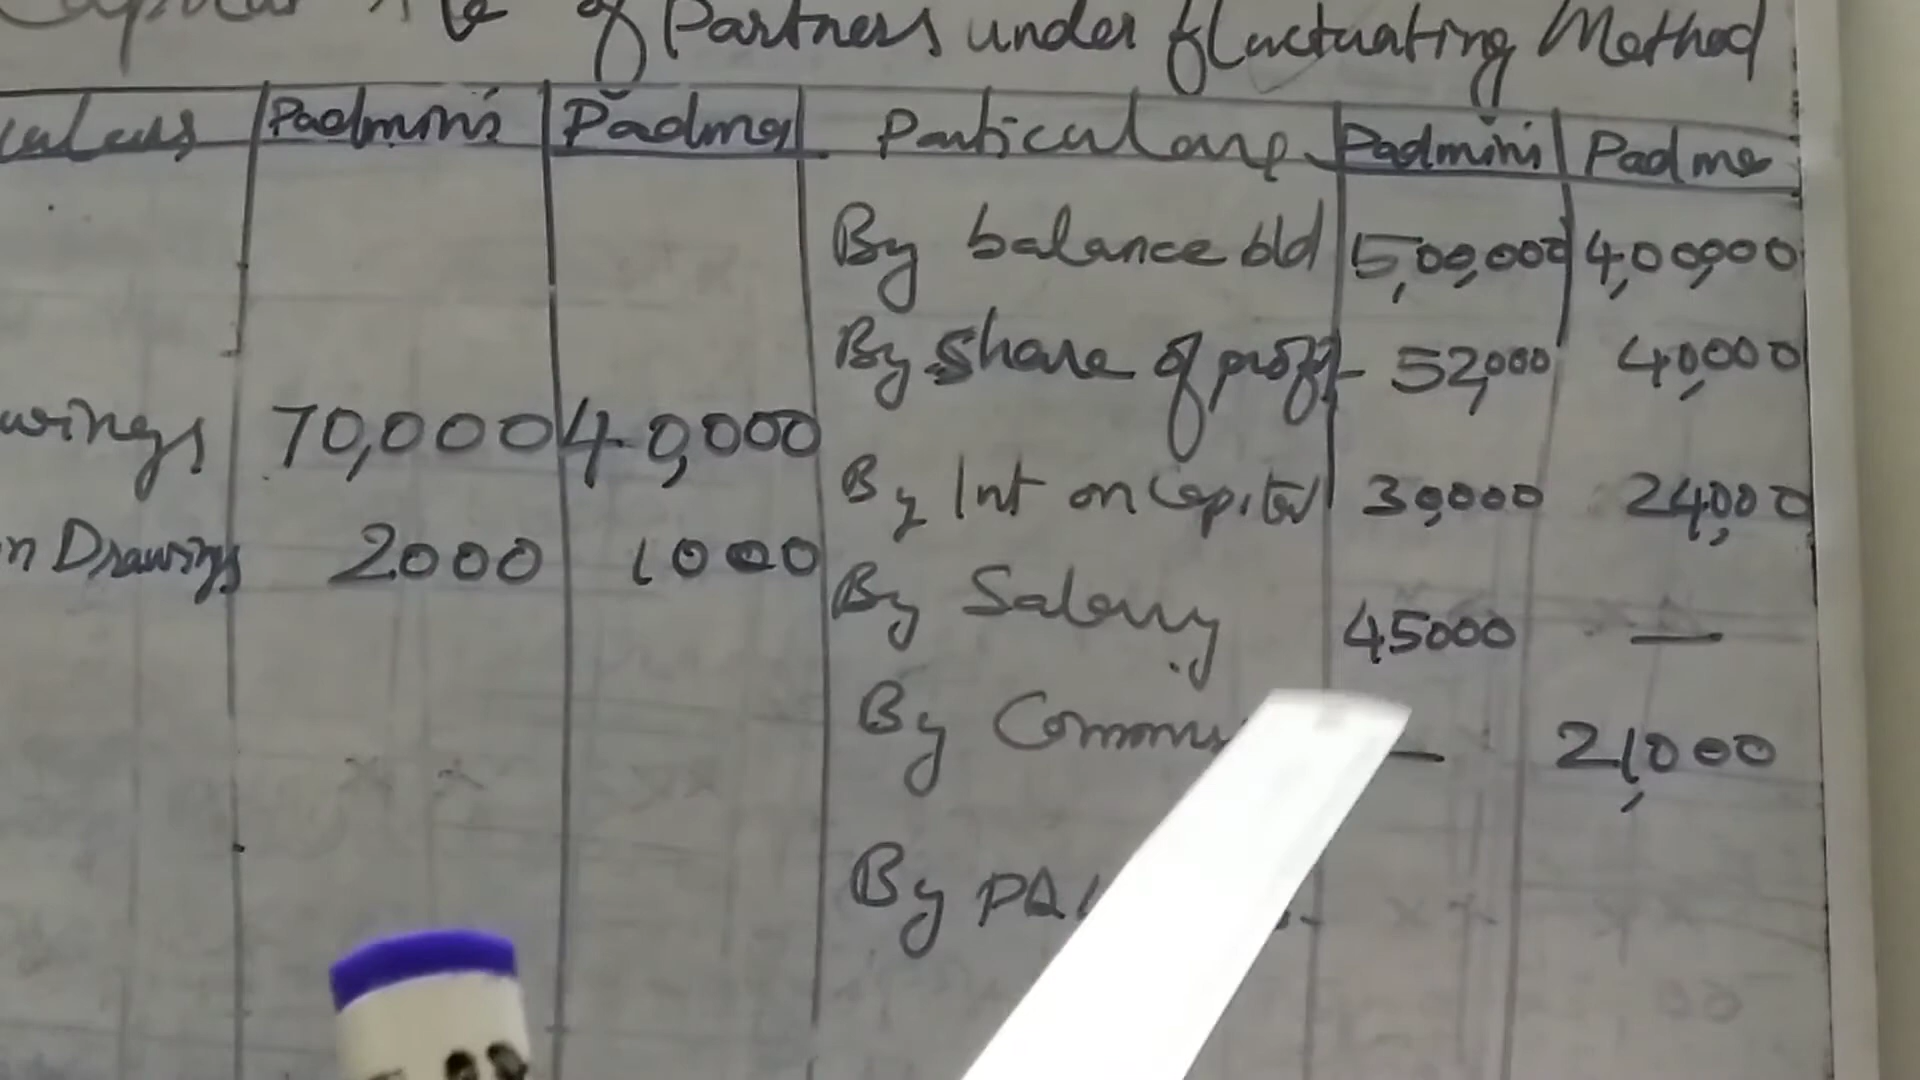 of Partners under fluctuating Method
Padmini Padma Particulars Padmini Padma
By balance b/d 5,00,000 4,00,000
By Share of profit 52,000 40,000
wings 70,000 40,000
By Int on Capital 30,000 24,000
n Drawings 2000 1000
By Salary 45000 —
By Comm — 21,000
By